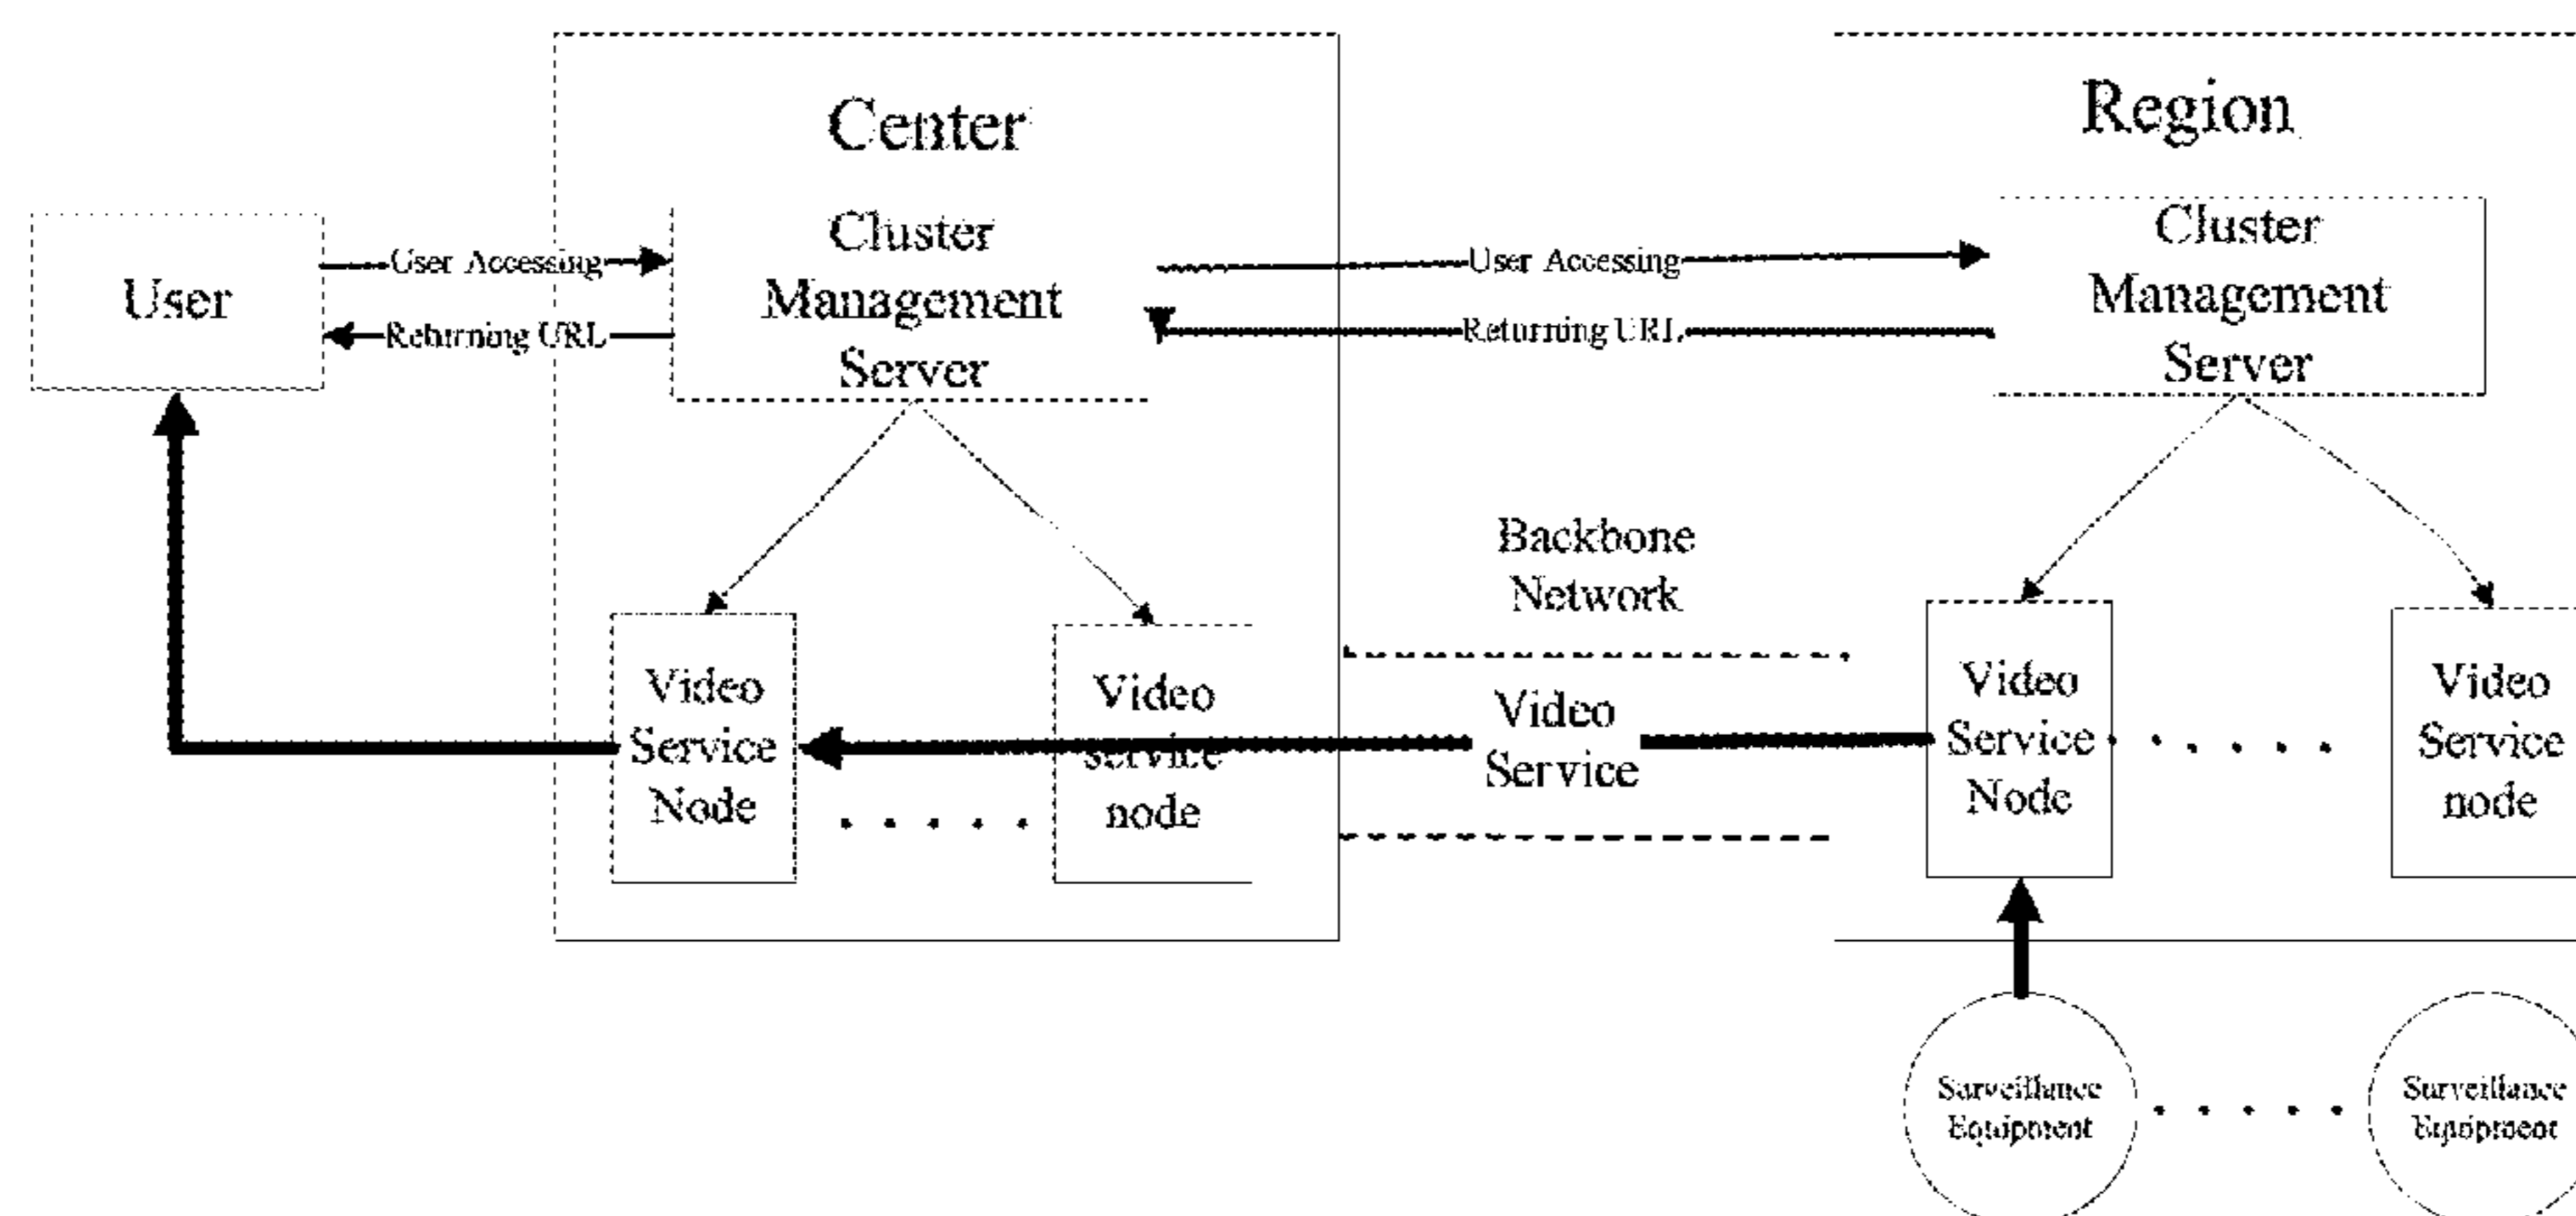 Center
Region
User
User Accessing
Returning URL
Cluster
Management
Server
User Accessing
Returning URL
Cluster
Management
Server
Backbone
Network
Video
Service
Node
Video
service
node
Video
Service
Video
Service
Node
Video
Service
node
Surveillance
Equipment
Surveillance
Equipment